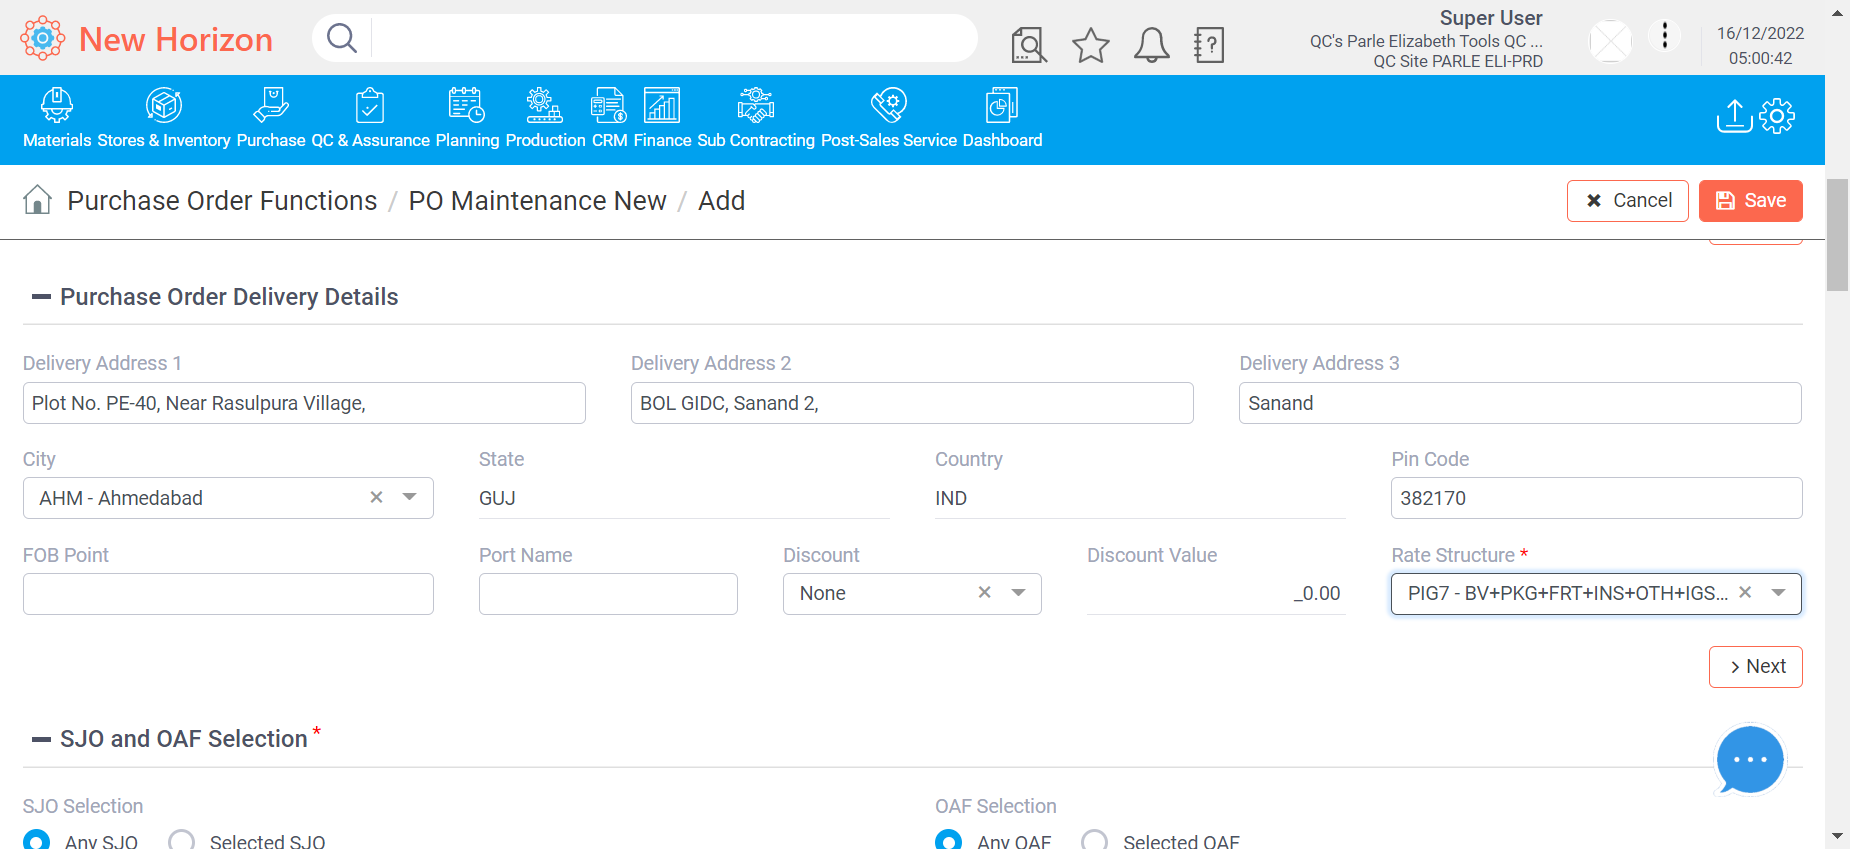 New Horizon
Super User
QC's Parle Elizabeth Tools QC ...
QC Site PARLE ELI-PRD
16/12/2022
05:00:42
Materials Stores & Inventory Purchase QC & Assurance Planning Production CRM Finance Sub Contracting Post-Sales Service Dashboard
Purchase Order Functions / PO Maintenance New / Add
Cancel Save
Purchase Order Delivery Details
Delivery Address 1 Delivery Address 2 Delivery Address 3
Plot No. PE-40, Near Rasulpura Village, BOL GIDC, Sanand 2, Sanand
City State Country Pin Code
AHM - Ahmedabad GUJ IND 382170
FOB Point Port Name Discount Discount Value Rate Structure *
None _0.00 PIG7 - BV+PKG+FRT+INS+OTH+IGS...
> Next
SJO and OAF Selection *
SJO Selection OAF Selection
Any SJO Selected SJO Any OAF Selected OAF